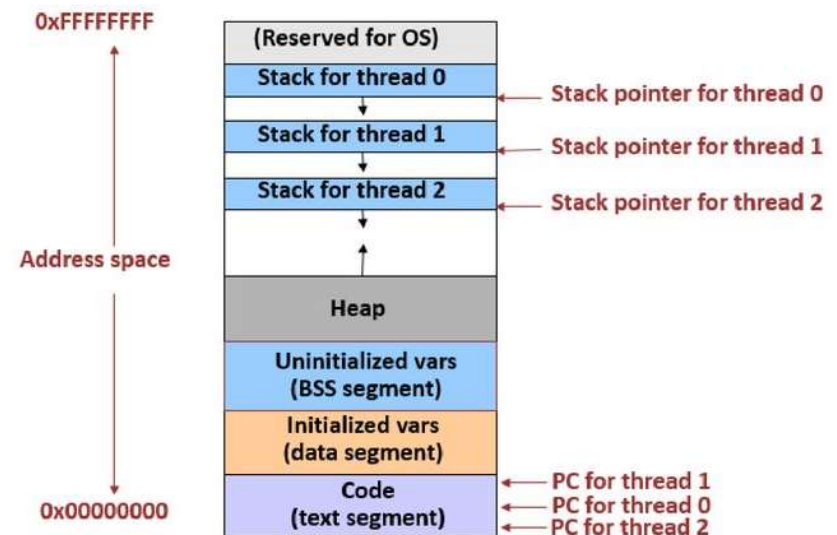 0xFFFFFFFF
(Reserved for OS)
Stack for thread 0
Stack pointer for thread 0
Stack for thread 1
Stack pointer for thread 1
Stack for thread 2
Stack pointer for thread 2
Address space
Heap
Uninitialized vars
(BSS segment)
Initialized vars
(data segment)
Code
(text segment)
PC for thread 1
PC for thread 0
PC for thread 2
0x00000000